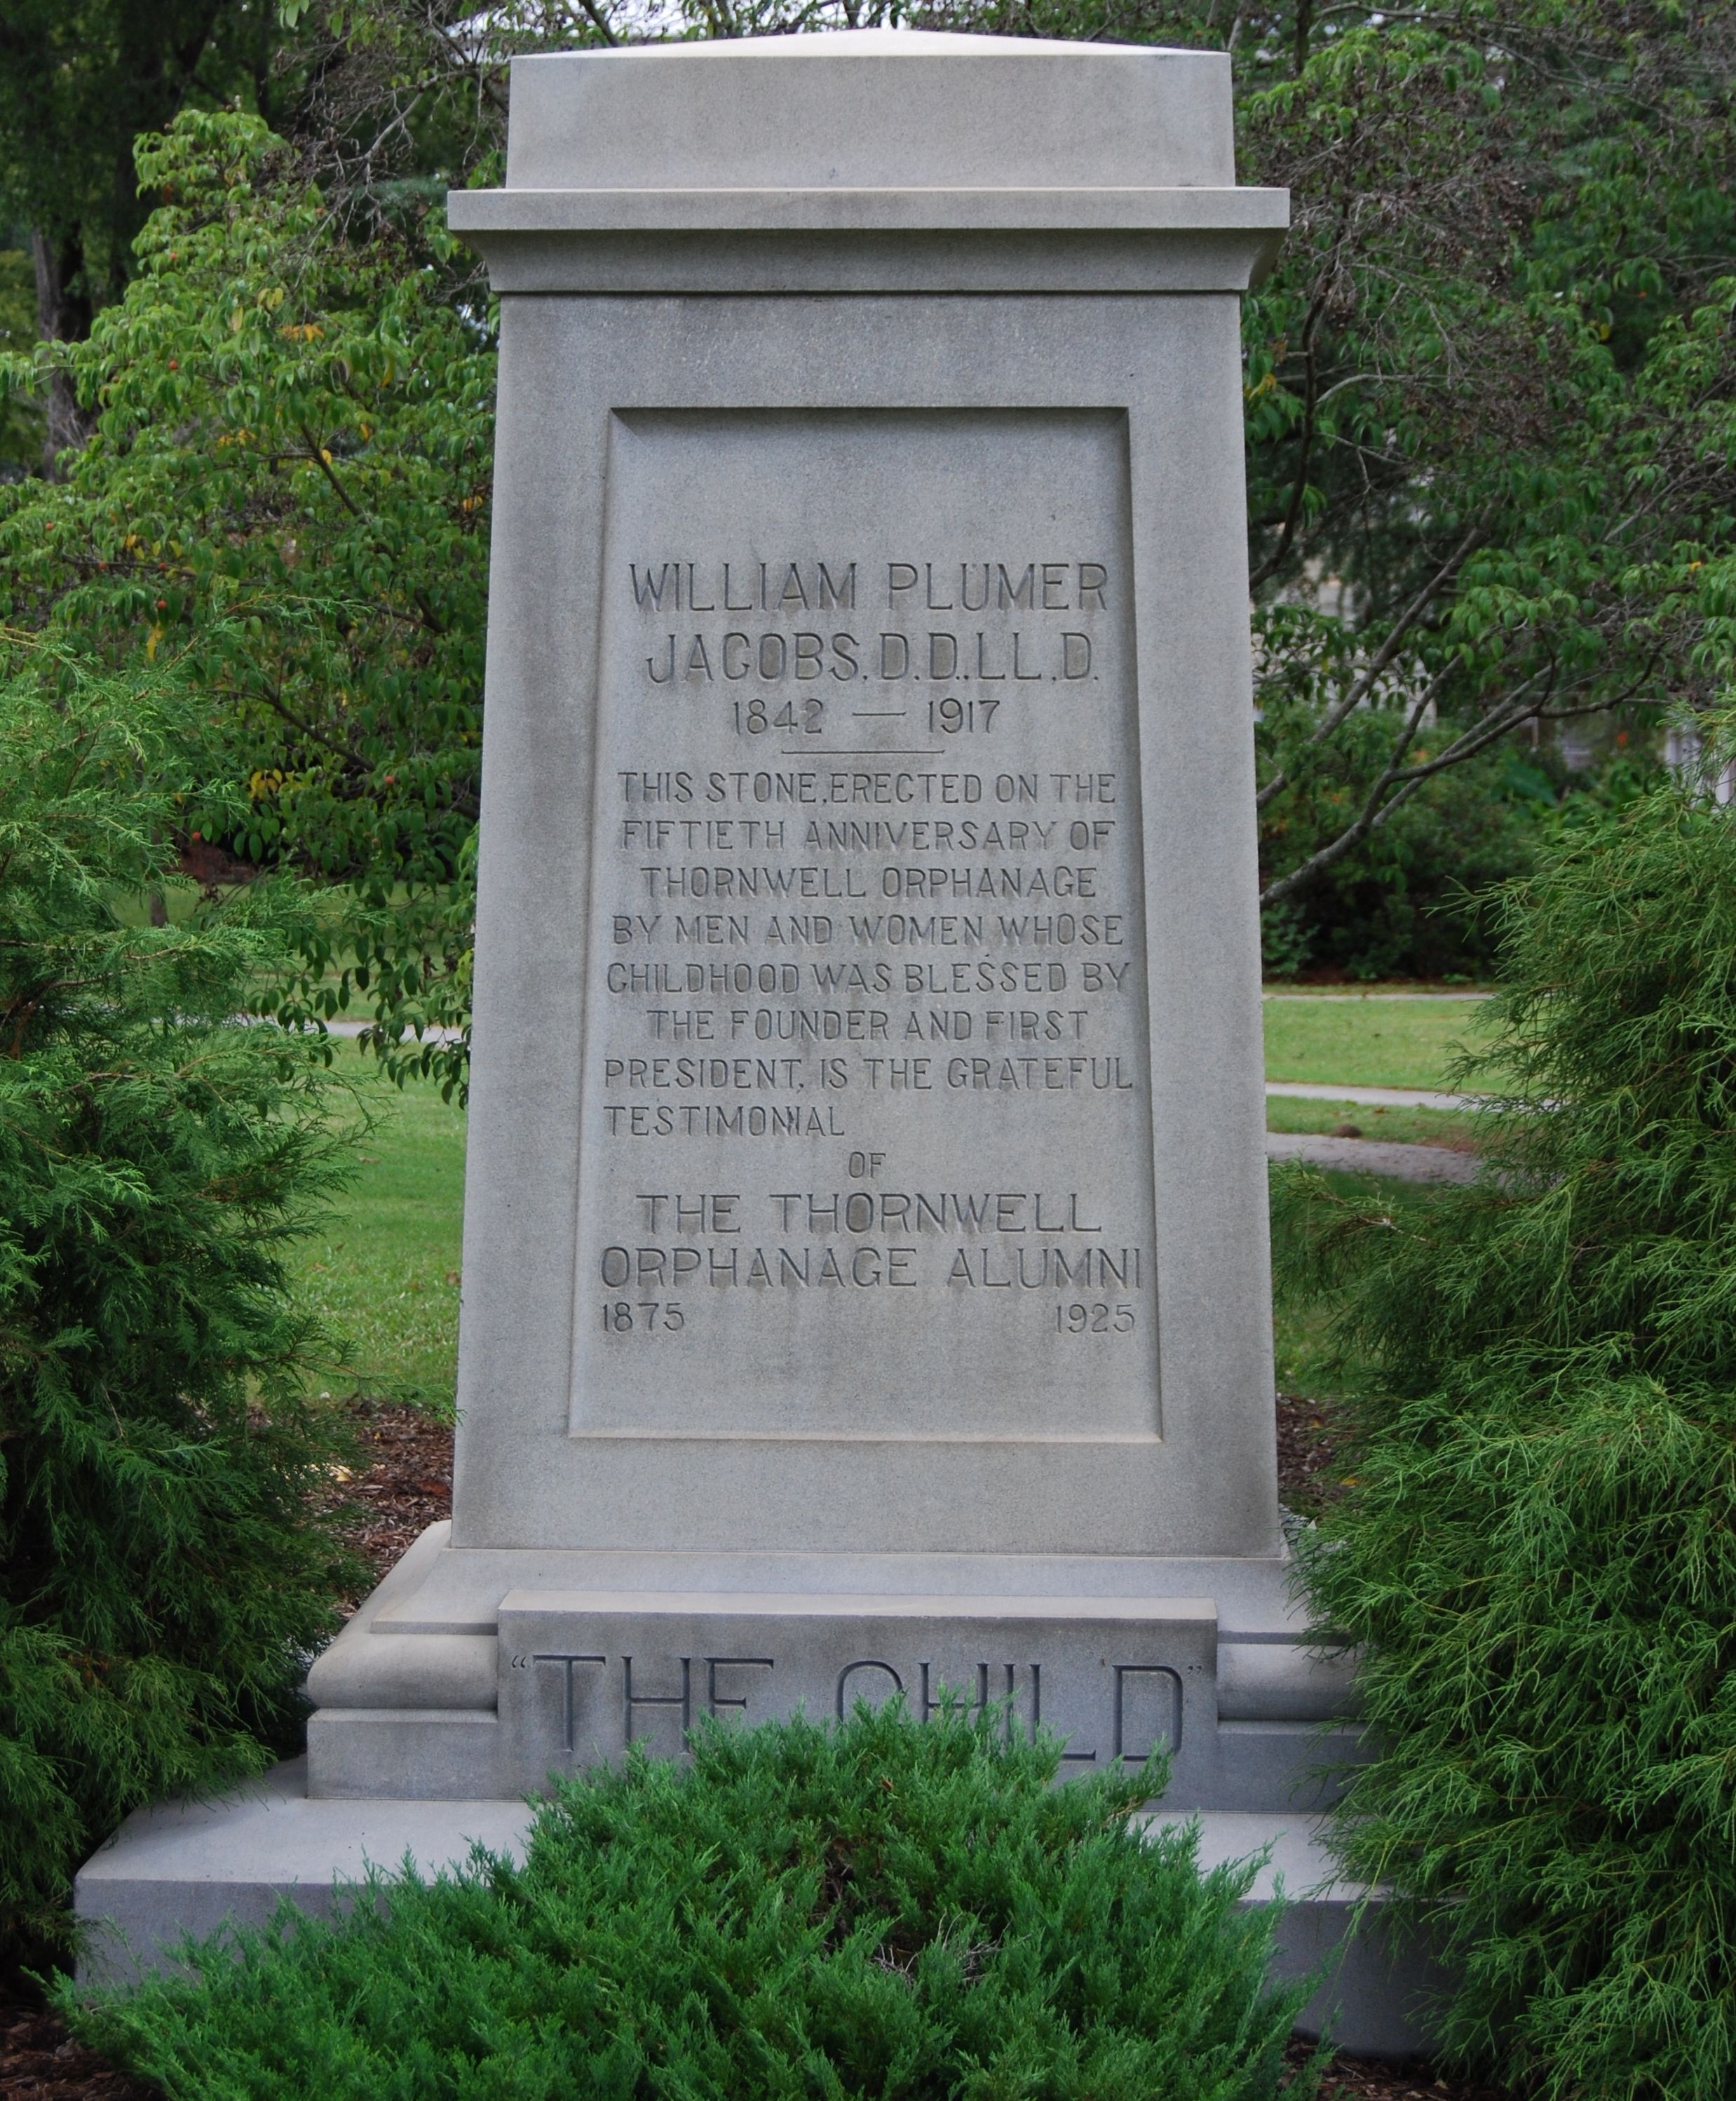 WILLIAM PLUMER
JACOBS, D.D., LL.D.
1842 — 1917
THIS STONE, ERECTED ON THE
FIFTIETH ANNIVERSARY OF
THORNWELL ORPHANAGE
BY MEN AND WOMEN WHOSE
CHILDHOOD WAS BLESSED BY
THE FOUNDER AND FIRST
PRESIDENT, IS THE GRATEFUL
TESTIMONIAL
OF
THE THORNWELL
ORPHANAGE ALUMNI
1875 1925
“THE CHILD”